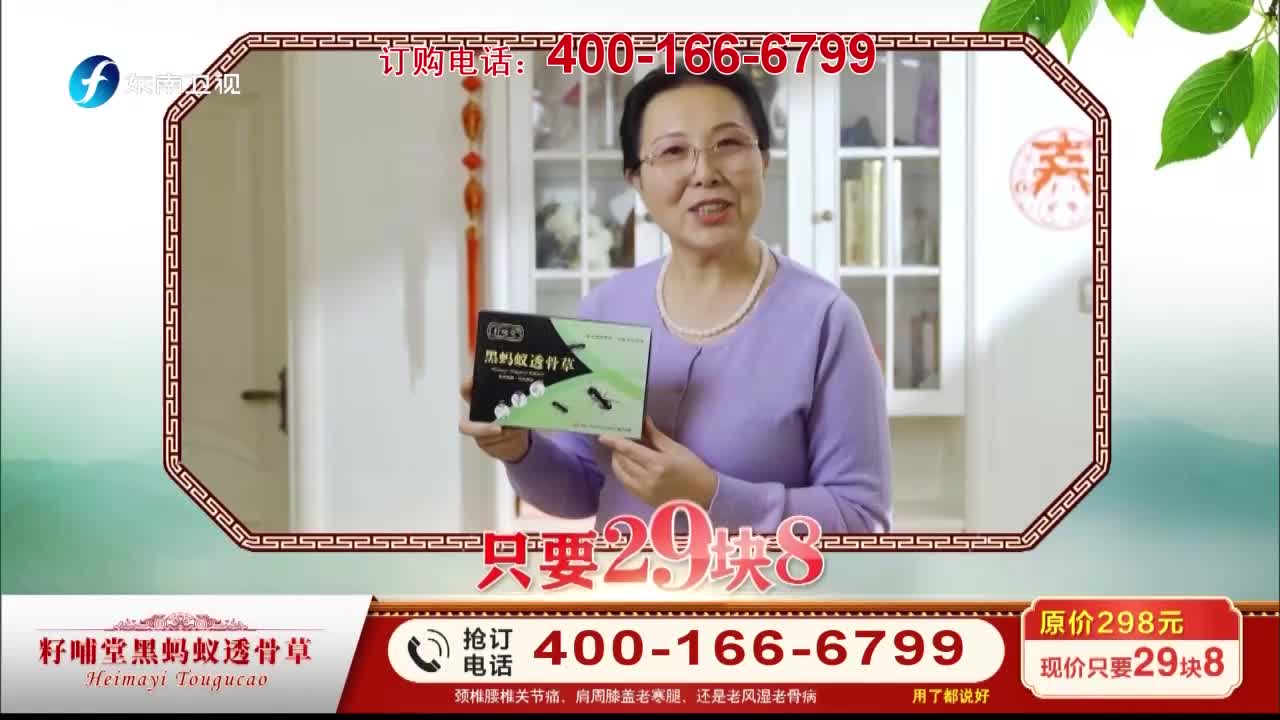 订购电话：400-166-6799
东南卫视
春
黑蚂蚁透骨草
只要29块8
籽哺堂黑蚂蚁透骨草
Heimayi Tougucao
抢订电话
400-166-6799
原价298元
现价只要29块8
颈椎腰椎关节痛、肩周膝盖老寒腿、还是老风湿老骨病
用了都说好